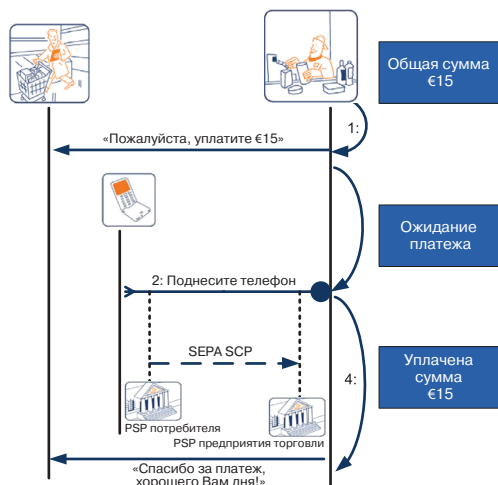 Общая сумма
€15
1:
«Пожалуйста, уплатите €15»
Ожидание
платежа
2: Поднесите телефон
SEPA SCP
4:
Уплачена
сумма
€15
PSP потребителя
PSP предприятия торговли
«Спасибо за платеж,
хорошего Вам дня!»